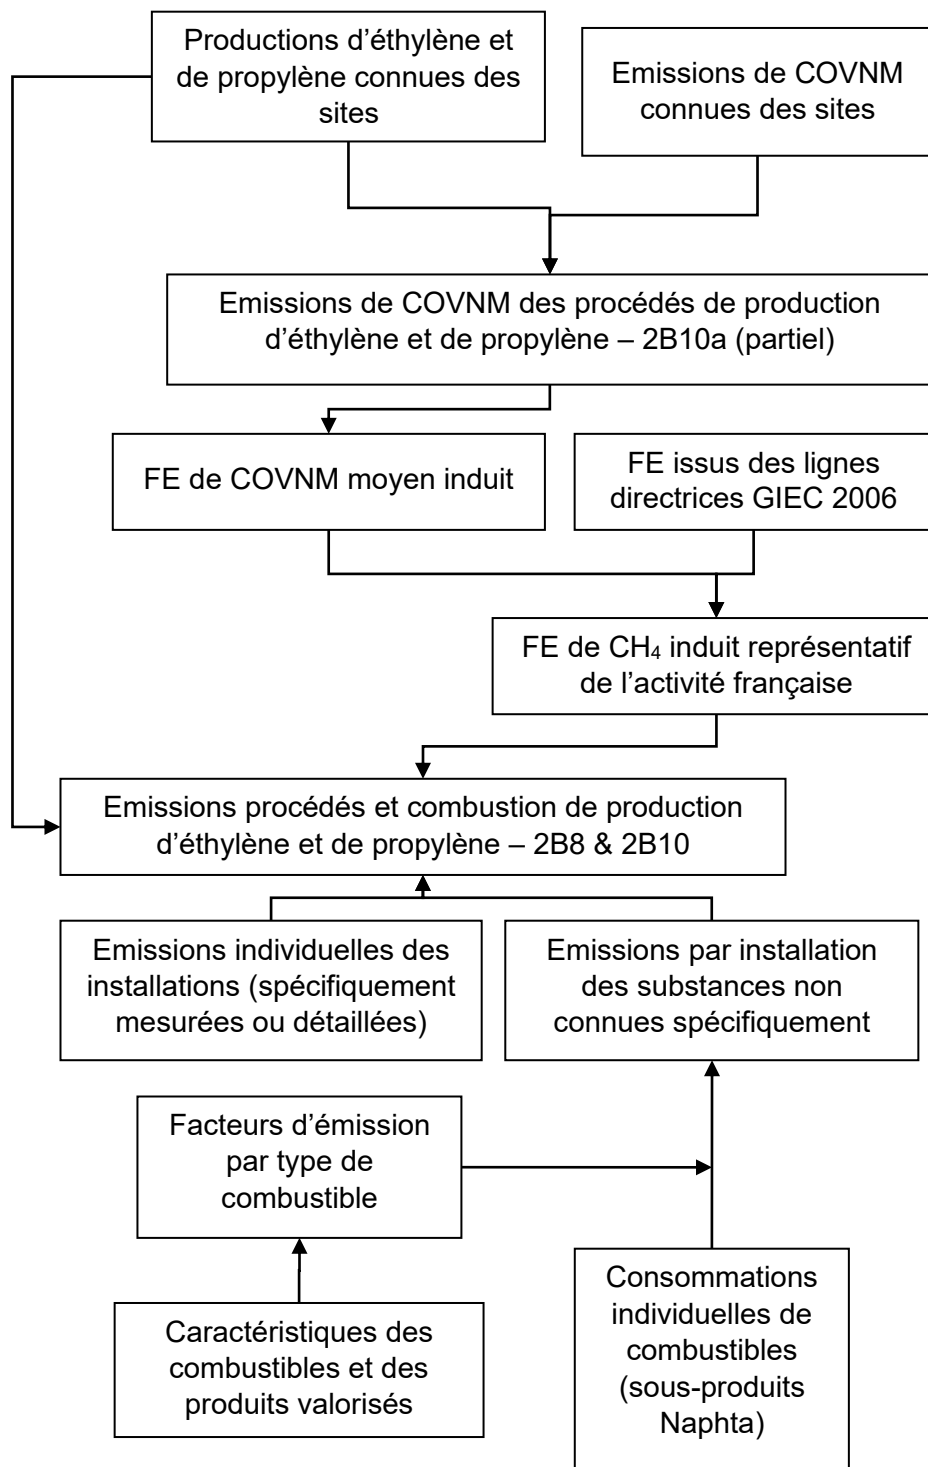 Productions d’éthylène et
de propylène connues des
sites
Emissions de COVNM
connues des sites
Emissions de COVNM des procédés de production
d’éthylène et de propylène – 2B10a (partiel)
FE de COVNM moyen induit
FE issus des lignes
directrices GIEC 2006
FE de CH₄ induit représentatif
de l’activité française
Emissions procédés et combustion de production
d’éthylène et de propylène – 2B8 & 2B10
Emissions individuelles des
installations (spécifiquement
mesurées ou détaillées)
Emissions par installation
des substances non
connues spécifiquement
Facteurs d’émission
par type de
combustible
Caractéristiques des
combustibles et des
produits valorisés
Consommations
individuelles de
combustibles
(sous-produits
Naphta)